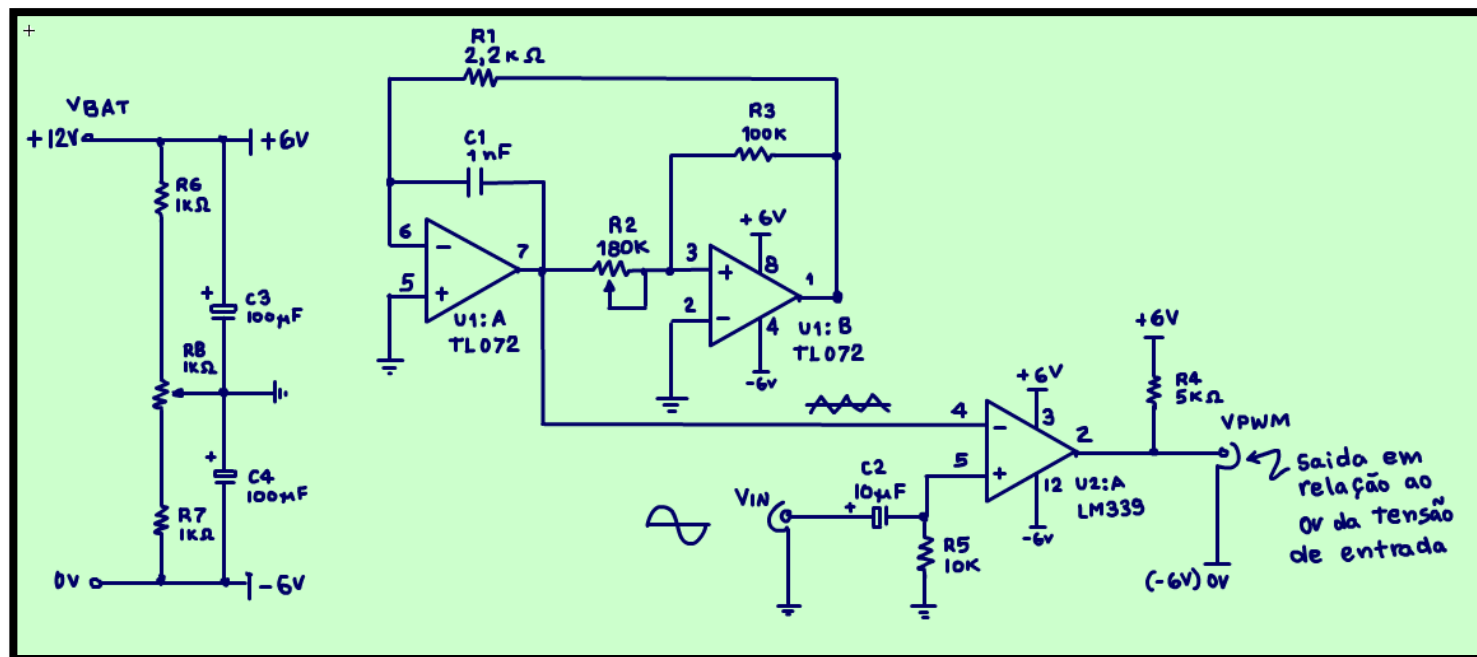 VBAT
+12V
+6V
R6
1KΩ
C3
100μF
R8
1KΩ
C4
100μF
R7
1KΩ
0V
-6V
R1
2,2KΩ
C1
1nF
R3
100K
R2
180K
6
-
7
5
+
U1:A
TL072
+6V
3
+
8
1
2
-
4
U1:B
TL072
-6V
+6V
R4
5KΩ
+6V
4
-
3
2
VPWM
5
+
12
U2:A
LM339
-6V
C2
10μF
VIN
+
R5
10K
saida em
relação ao
0V da tensão
de entrada
(-6V) 0V